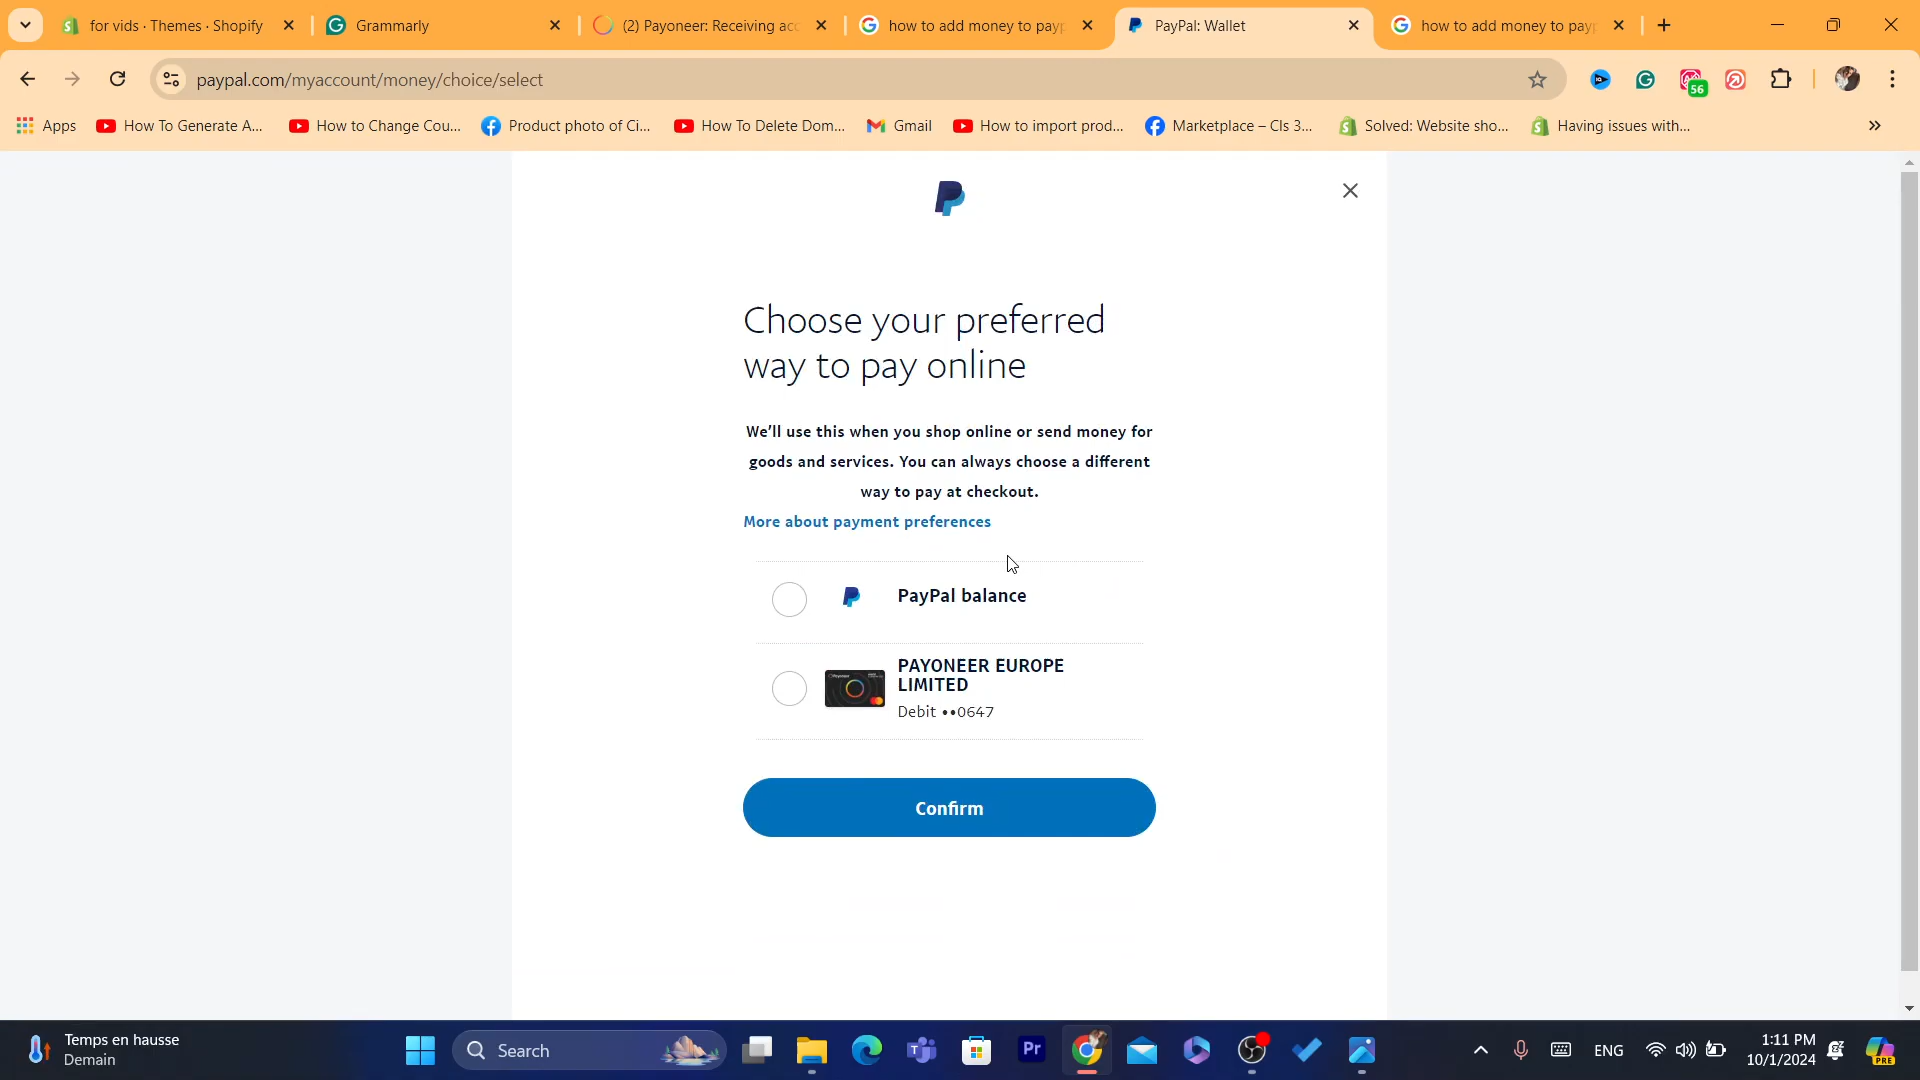 for vids · Themes · Shopify
Grammarly
(2) Payoneer: Receiving acc
how to add money to payp
PayPal: Wallet
how to add money to payp
paypal.com/myaccount/money/choice/select
56
Apps
How To Generate A...
How to Change Cou...
Product photo of Ci...
How To Delete Dom...
Gmail
How to import prod...
Marketplace – Cls 3...
Solved: Website sho...
Having issues with...
Choose your preferred
way to pay online
We'll use this when you shop online or send money for
goods and services. You can always choose a different
way to pay at checkout.
More about payment preferences
PayPal balance
PAYONEER EUROPE
LIMITED
Debit ••0647
Confirm
Temps en hausse
Demain
Search
Pr
ENG
1:11 PM
10/1/2024
PRE